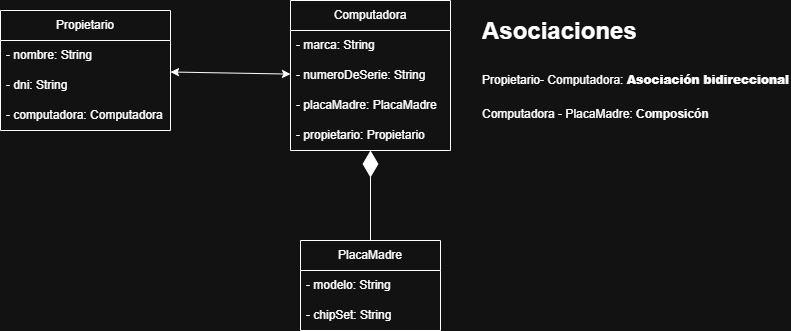 Propietario
- nombre: String
- dni: String
- computadora: Computadora
Computadora
- marca: String
- numeroDeSerie: String
- placaMadre: PlacaMadre
- propietario: Propietario
PlacaMadre
- modelo: String
- chipSet: String
Asociaciones
Propietario- Computadora: Asociación bidireccional
Computadora - PlacaMadre: Composicón